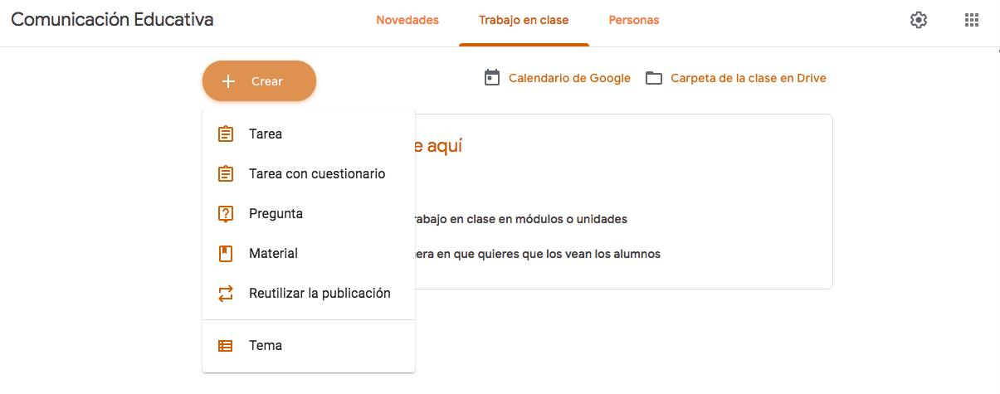 Comunicación Educativa
Novedades
Trabajo en clase
Personas
Crear
Calendario de Google
Carpeta de la clase en Drive
Tarea
e aquí
Tarea con cuestionario
Pregunta
rabajo en clase en módulos o unidades
Material
era en que quieres que los vean los alumnos
Reutilizar la publicación
Tema